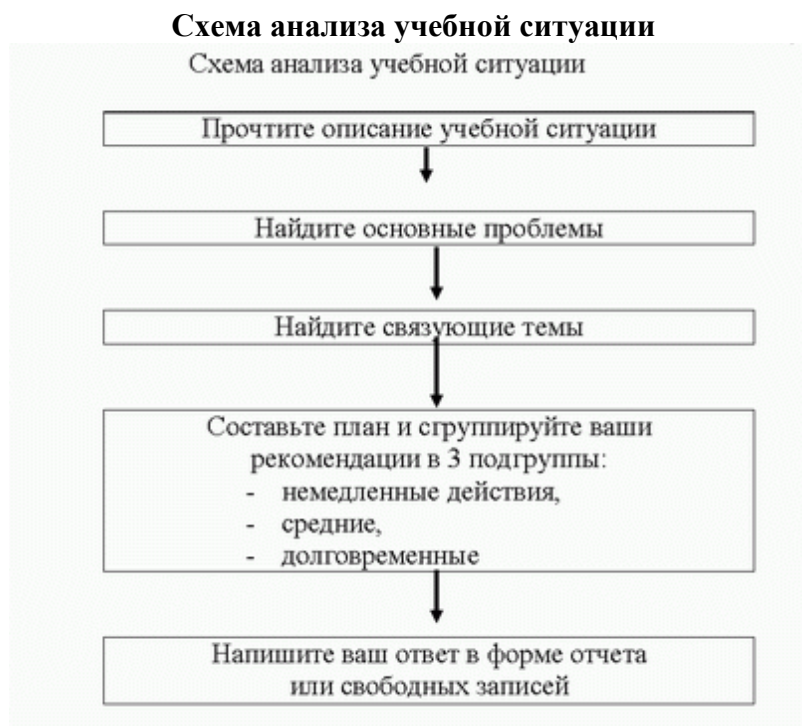 Схема анализа учебной ситуации
Схема анализа учебной ситуации
Прочтите описание учебной ситуации
Найдите основные проблемы
Найдите связующие темы
Составьте план и сгруппируйте ваши
рекомендации в 3 подгруппы:
- немедленные действия,
- средние,
- долговременные
Напишите ваш ответ в форме отчета
или свободных записей